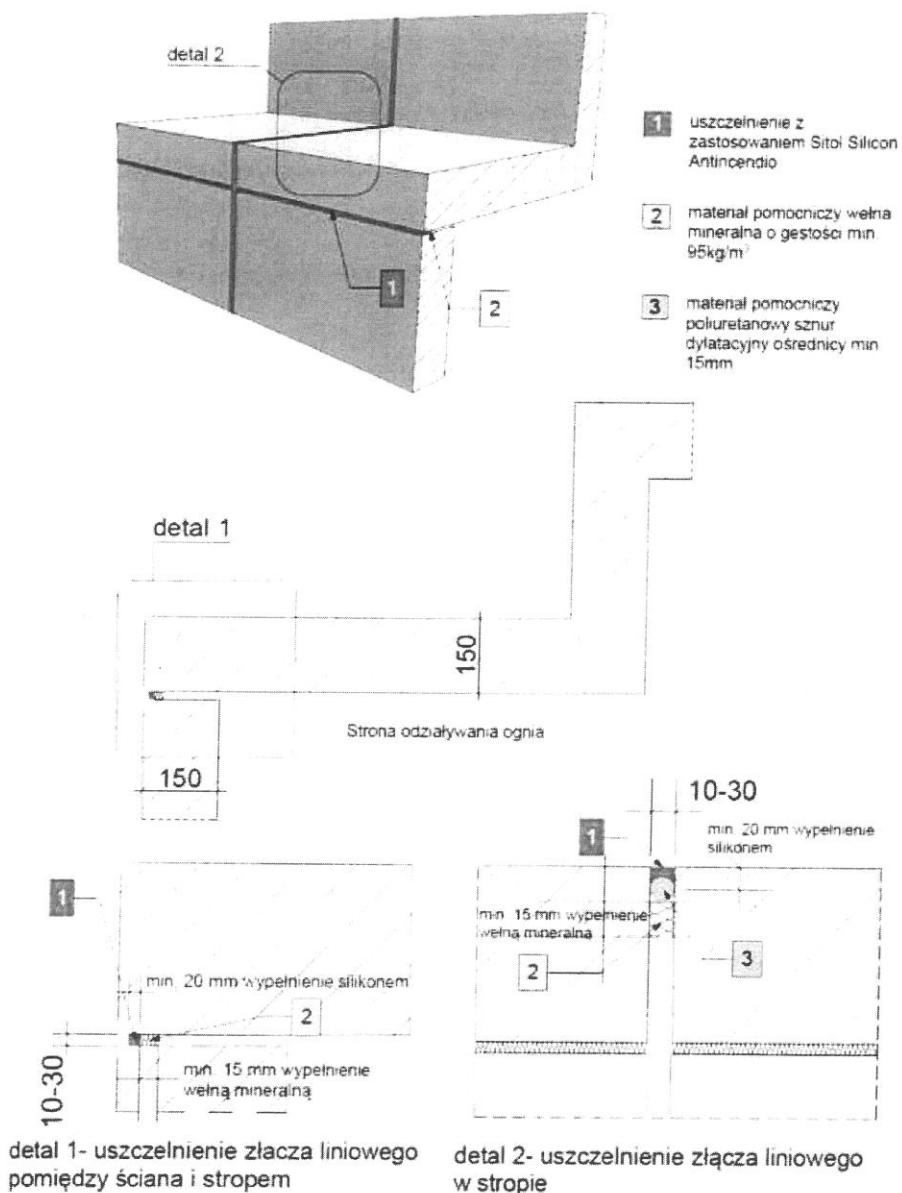 detal 2
1 uszczelnienie z
zastosowaniem Sitol Silicon
Antincendio
2 materiał pomocniczy wełna
mineralna o gęstości min.
95kg/m³
3 materiał pomocniczy
poliuretanowy sznur
dylatacyjny ośrednicy min
15mm
1
2
detal 1
150
Strona odziaływania ognia
150
10-30
1
min. 20 mm wypełnienie
silikonem
min. 15 mm wypełnienie
wełną mineralną
2
3
1
min. 20 mm wypełnienie silikonem
2
10-30
min. 15 mm wypełnienie
wełną mineralną
detal 1- uszczelnienie złacza liniowego
pomiędzy ściana i stropem
detal 2- uszczelnienie złącza liniowego
w stropie